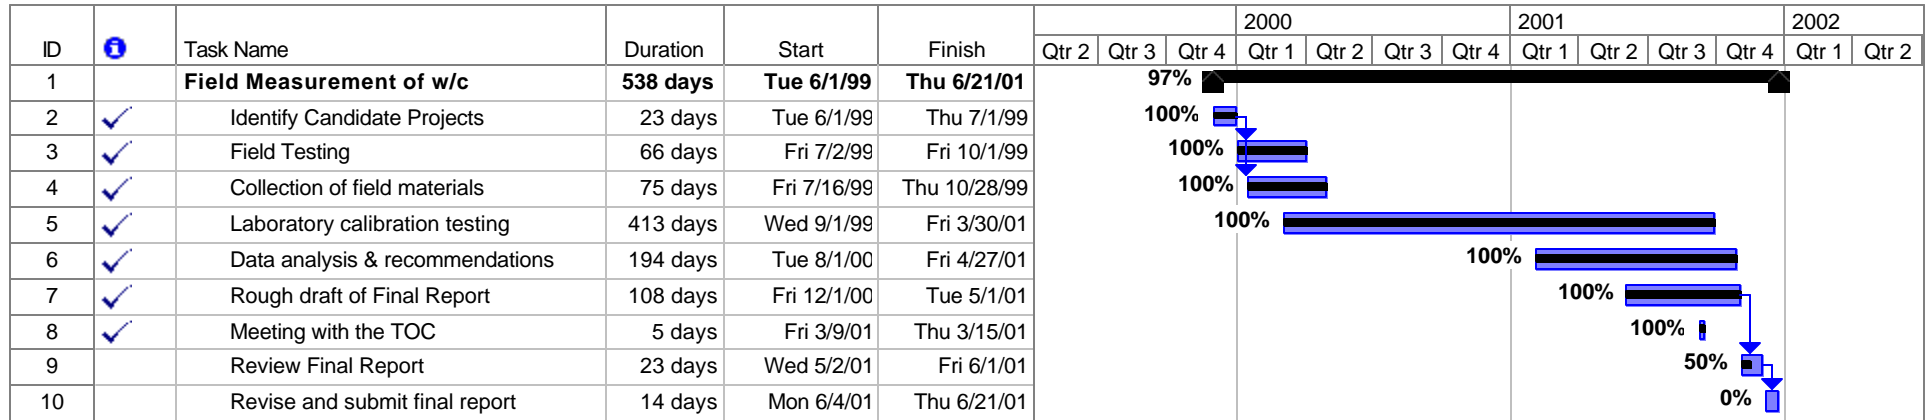 2000 2001 2002
ID i Task Name Duration Start Finish Qtr 2 Qtr 3 Qtr 4 Qtr 1 Qtr 2 Qtr 3 Qtr 4 Qtr 1 Qtr 2 Qtr 3 Qtr 4 Qtr 1 Qtr 2
1 Field Measurement of w/c 538 days Tue 6/1/99 Thu 6/21/01 97%
2 Identify Candidate Projects 23 days Tue 6/1/99 Thu 7/1/99 100%
3 Field Testing 66 days Fri 7/2/99 Fri 10/1/99 100%
4 Collection of field materials 75 days Fri 7/16/99 Thu 10/28/99 100%
5 Laboratory calibration testing 413 days Wed 9/1/99 Fri 3/30/01 100%
6 Data analysis & recommendations 194 days Tue 8/1/00 Fri 4/27/01 100%
7 Rough draft of Final Report 108 days Fri 12/1/00 Tue 5/1/01 100%
8 Meeting with the TOC 5 days Fri 3/9/01 Thu 3/15/01 100%
9 Review Final Report 23 days Wed 5/2/01 Fri 6/1/01 50%
10 Revise and submit final report 14 days Mon 6/4/01 Thu 6/21/01 0%